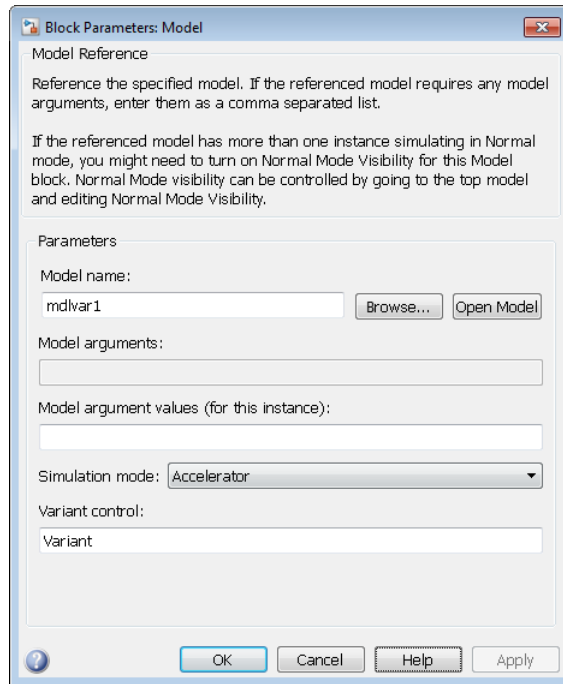 Block Parameters: Model
Model Reference
Reference the specified model. If the referenced model requires any model
arguments, enter them as a comma separated list.
If the referenced model has more than one instance simulating in Normal
mode, you might need to turn on Normal Mode Visibility for this Model
block. Normal Mode visibility can be controlled by going to the top model
and editing Normal Mode Visibility.
Parameters
Model name:
mdlvar1 Browse... Open Model
Model arguments:
Model argument values (for this instance):
Simulation mode: Accelerator
Variant control:
Variant
? OK Cancel Help Apply